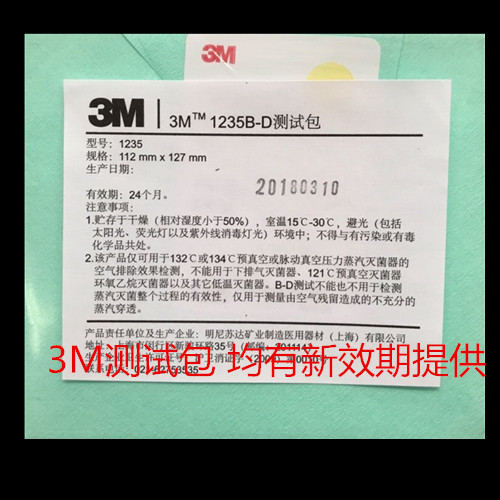 3M
3M
3M™ 1235B-D测试包
型号： 1235
规格： 112 mm x 127 mm
生产日期：
20180310
有效期： 24个月。
注意事项：
1.贮存于干燥（相对湿度小于50%），室温15℃-30℃，避光（包括
太阳光、荧光灯以及紫外线消毒灯光）环境中；不得与有污染或有毒
化学品共处。
2.该产品仅可用于132℃或134℃预真空或脉动真空压力蒸汽灭菌器的
空气排除效果检测，不能用于下排气灭菌器、121℃预真空灭菌器
环氧乙烷灭菌器以及其它低温灭菌器。B-D测试不能也不用于检测
蒸汽灭菌整个过程的有效性，仅用于测量由空气残留造成的不充分的
蒸汽穿透。
产品责任单位及生产企业：明尼苏达矿业制造医用器材（上海）有限公司
3M测试包 均有新效期提供